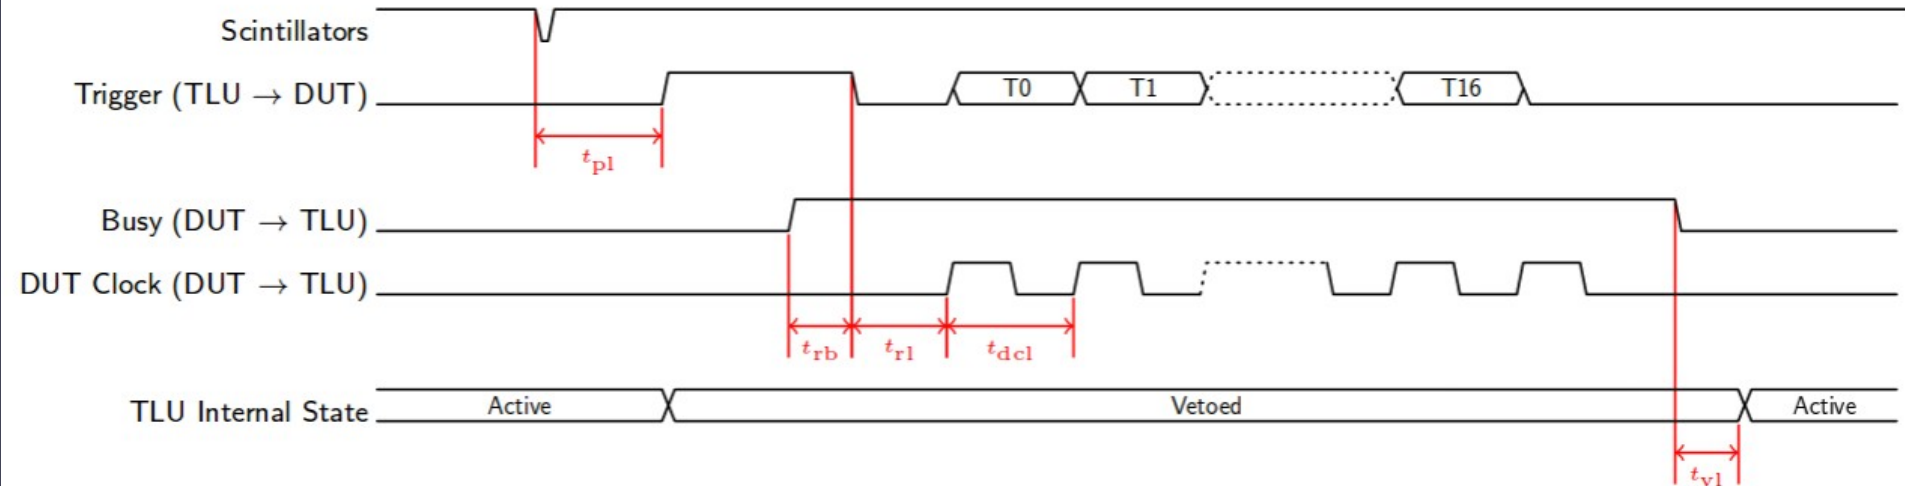 Scintillators
Trigger (TLU → DUT)
T0 T1 T16
t_pl
Busy (DUT → TLU)
DUT Clock (DUT → TLU)
t_rb t_rl t_dcl
TLU Internal State
Active Vetoed Active
t_vl